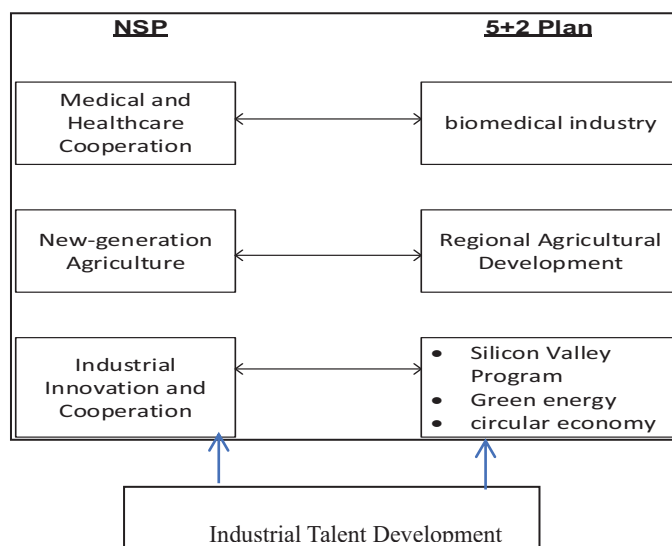 NSP
5+2 Plan
Medical and
Healthcare
Cooperation
biomedical industry
New-generation
Agriculture
Regional Agricultural
Development
Industrial
Innovation and
Cooperation
• Silicon Valley
Program
• Green energy
• circular economy
Industrial Talent Development